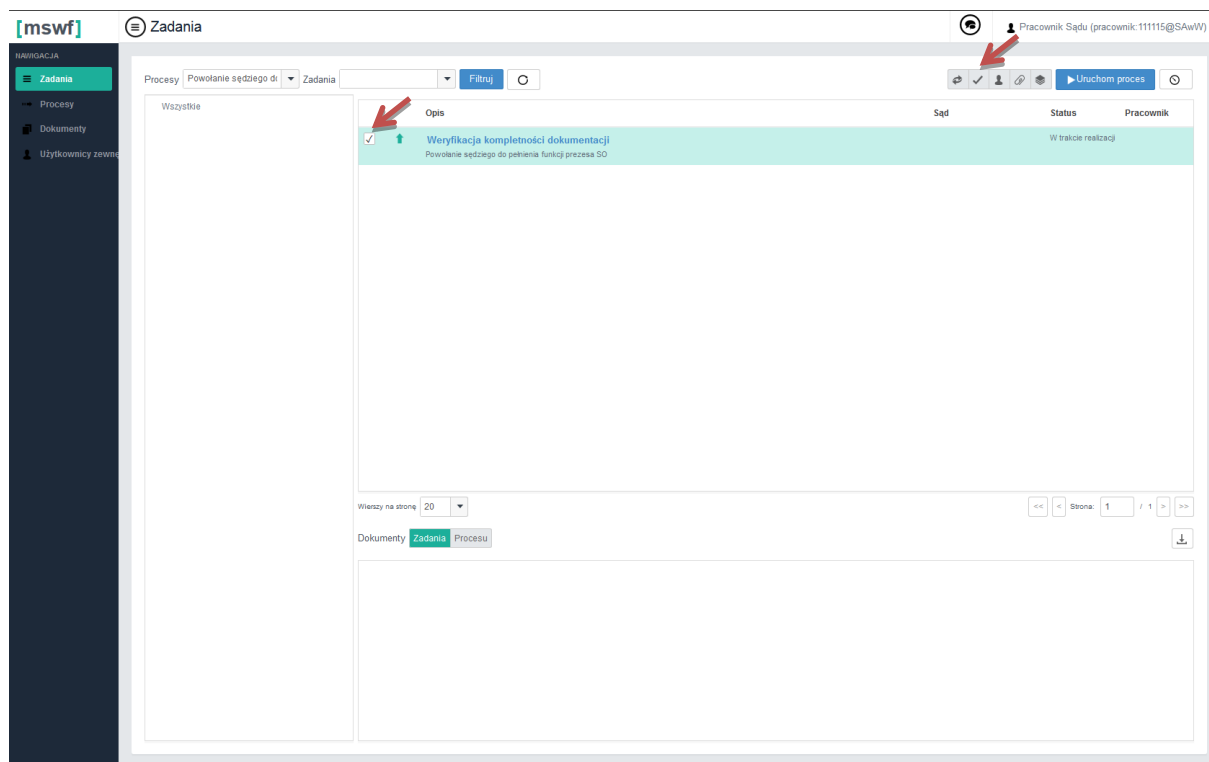 [mswf]
Zadania
Pracownik Sądu (pracownik:111115@SAwW)
NAWIGACJA
Zadania
Procesy
Dokumenty
Użytkownicy zewnę
Procesy Powołanie sędziego do Zadania Filtruj Uruchom proces
Wszystkie
Opis Sąd Status Pracownik
Weryfikacja kompletności dokumentacji W trakcie realizacji
Powołanie sędziego do pełnienia funkcji prezesa SO
Wierszy na stronę 20 << < Strona: 1 / 1 > >>
Dokumenty Zadania Procesu